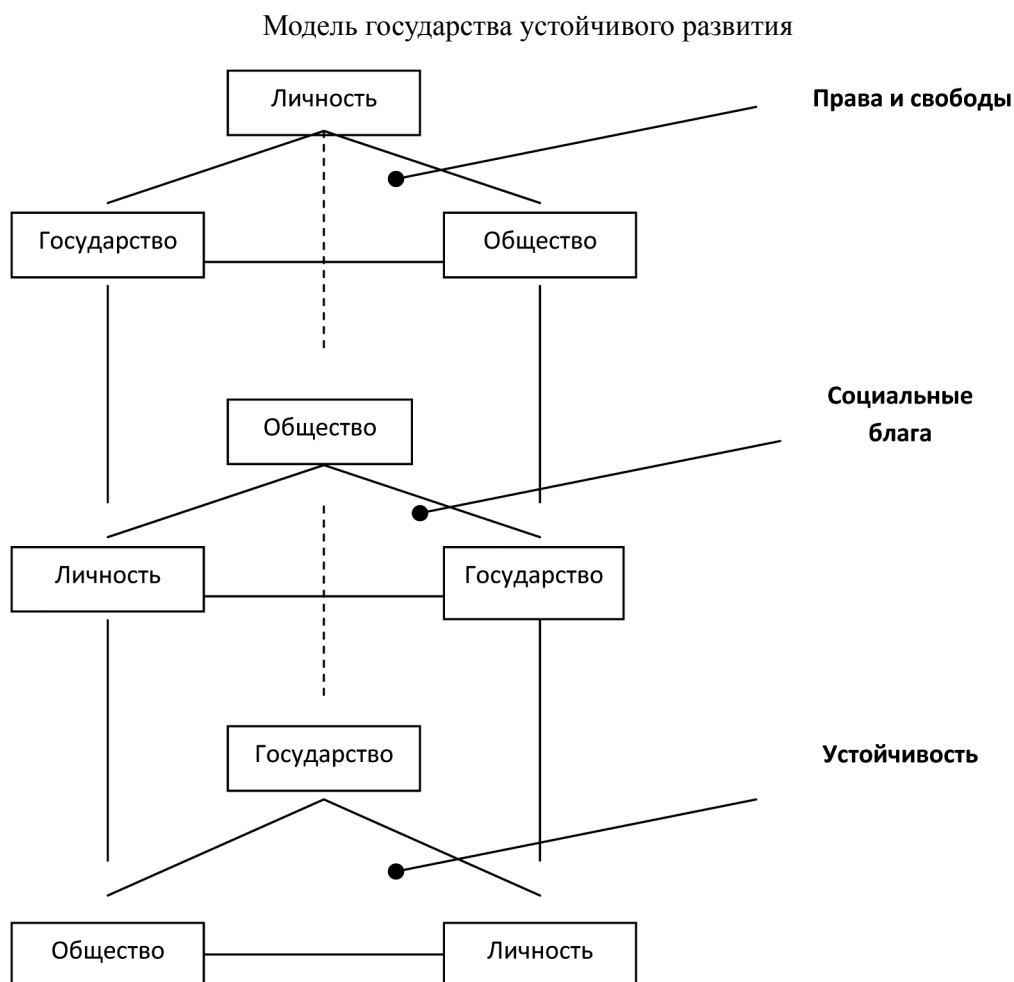 Модель государства устойчивого развития
Личность
Права и свободы
Государство
Общество
Социальные
блага
Общество
Личность
Государство
Государство
Устойчивость
Общество
Личность